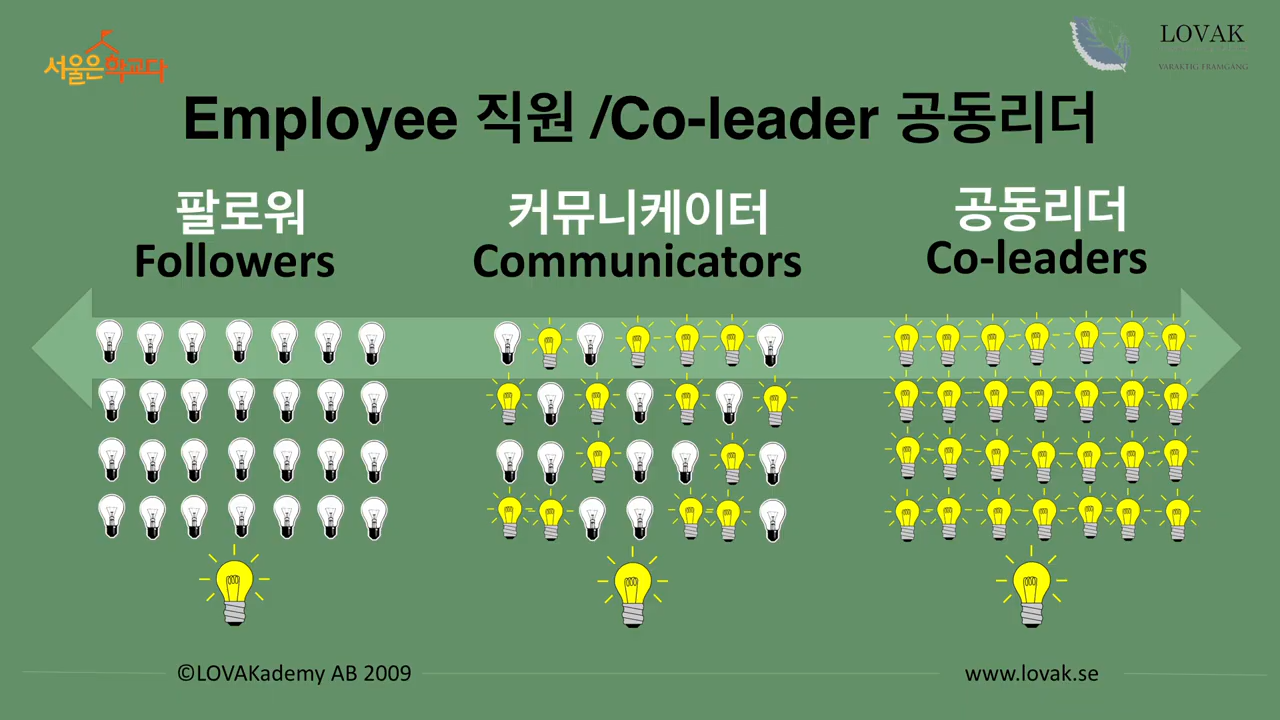 서울은학교다
LOVAK
VARAKTIG FRAMGÅNG
Employee 직원 /Co-leader 공동리더
팔로워
Followers
커뮤니케이터
Communicators
공동리더
Co-leaders
©LOVAKademy AB 2009
www.lovak.se